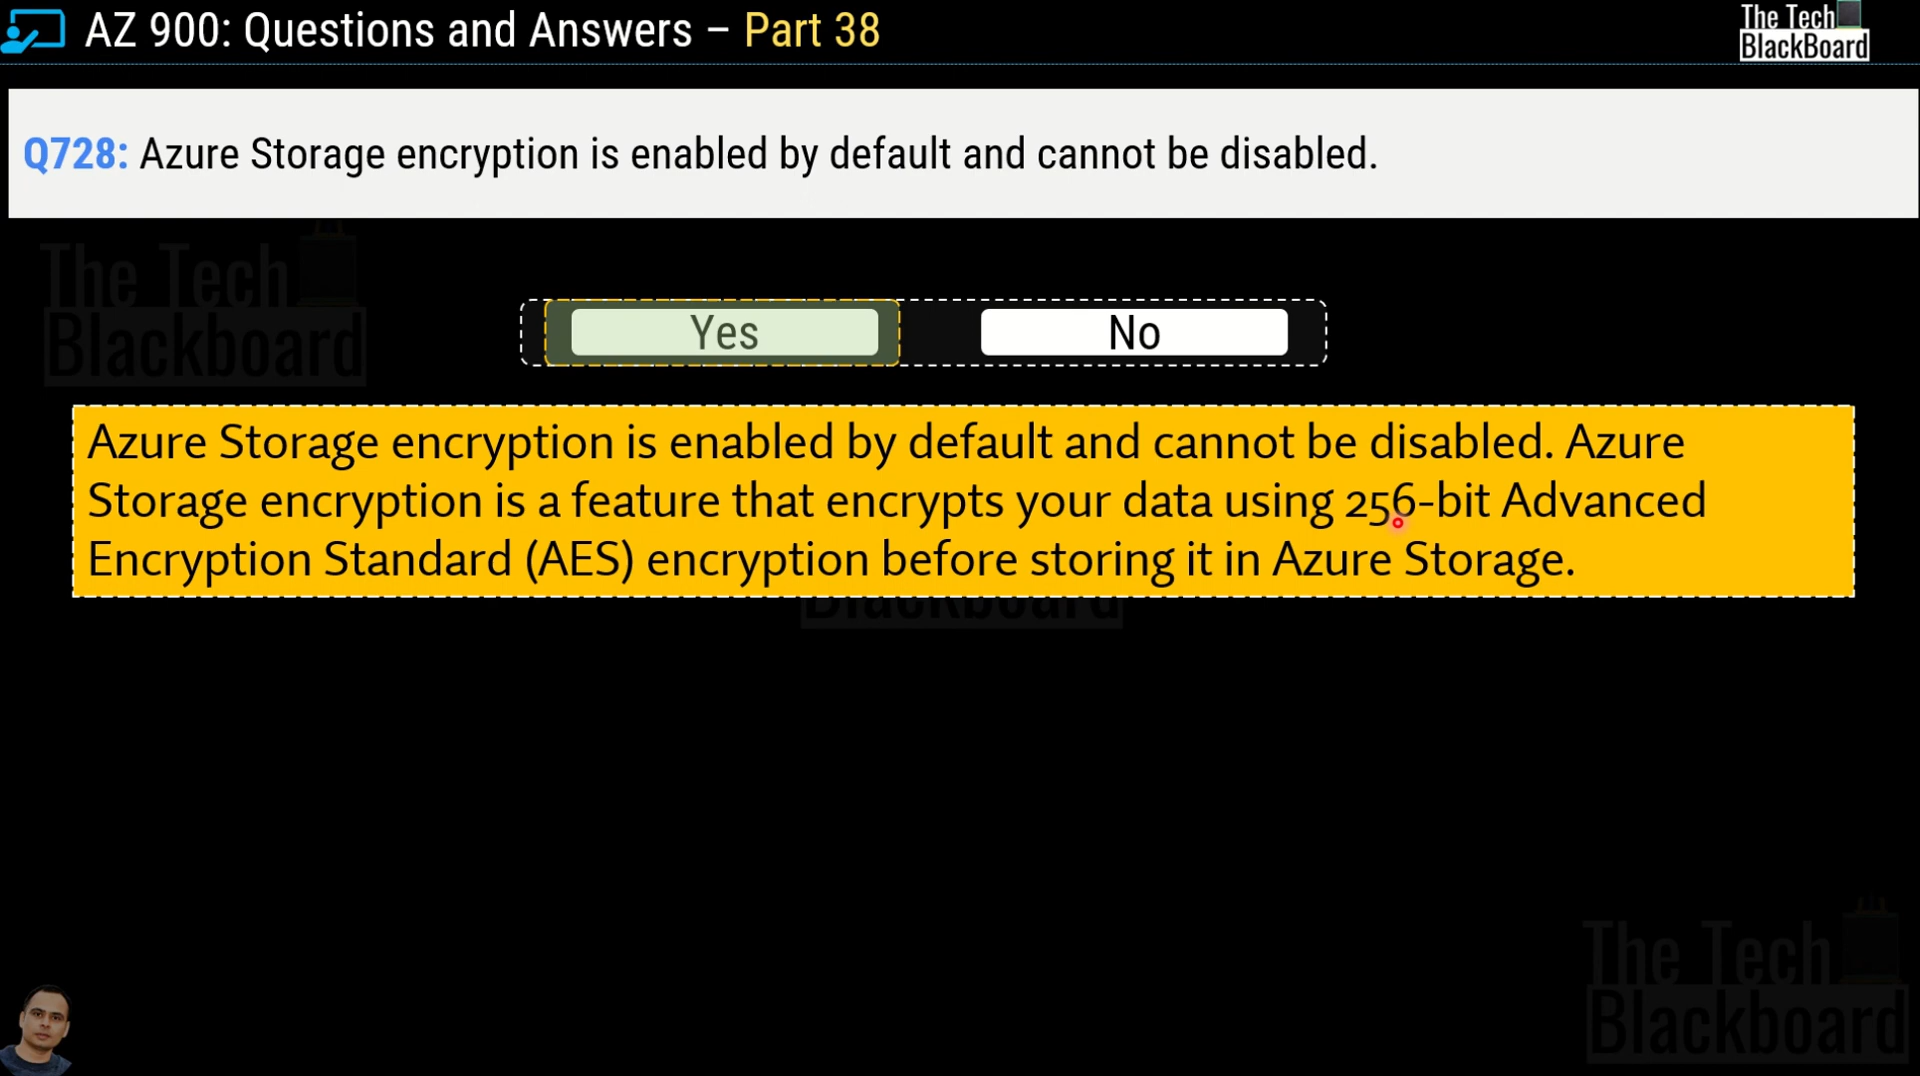 AZ 900: Questions and Answers – Part 38
The Tech
BlackBoard
Q728: Azure Storage encryption is enabled by default and cannot be disabled.
The Tech
Blackboard
Yes
No
Azure Storage encryption is enabled by default and cannot be disabled. Azure
Storage encryption is a feature that encrypts your data using 256-bit Advanced
Encryption Standard (AES) encryption before storing it in Azure Storage.
Blackboard
The Tech
Blackboard